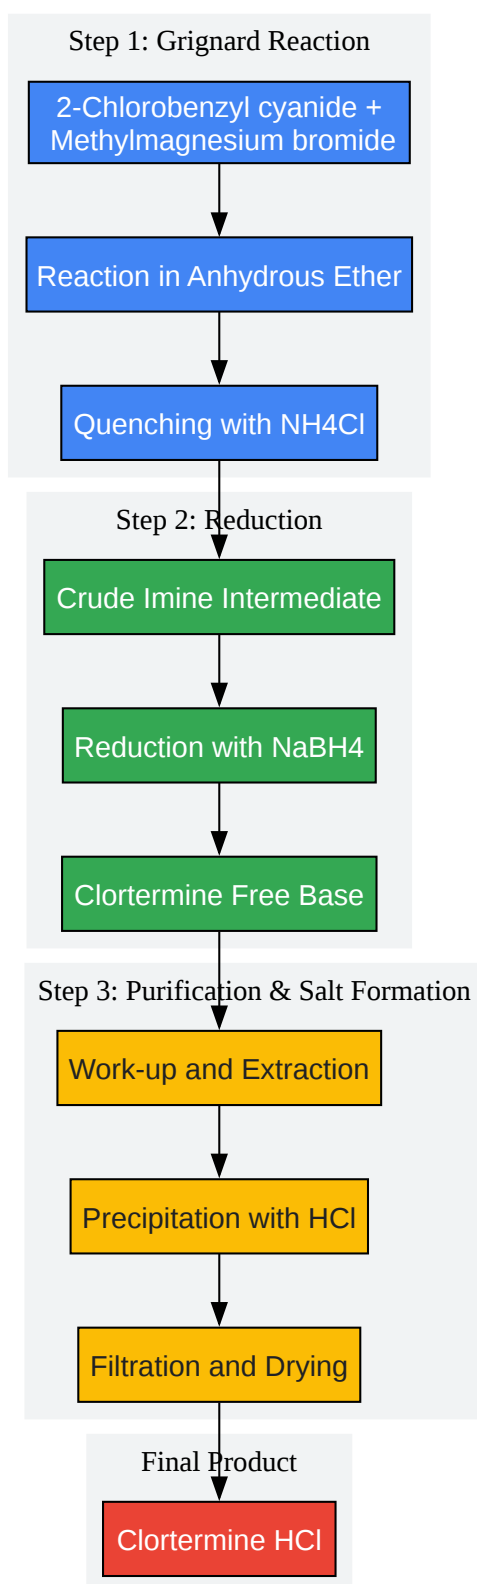 Step 1: Grignard Reaction
2-Chlorobenzyl cyanide +
Methylmagnesium bromide
Reaction in Anhydrous Ether
Quenching with NH4Cl
Step 2: Reduction
Crude Imine Intermediate
Reduction with NaBH4
Clortermine Free Base
Step 3: Purification & Salt Formation
Work-up and Extraction
Precipitation with HCl
Filtration and Drying
Final Product
Clortermine HCl